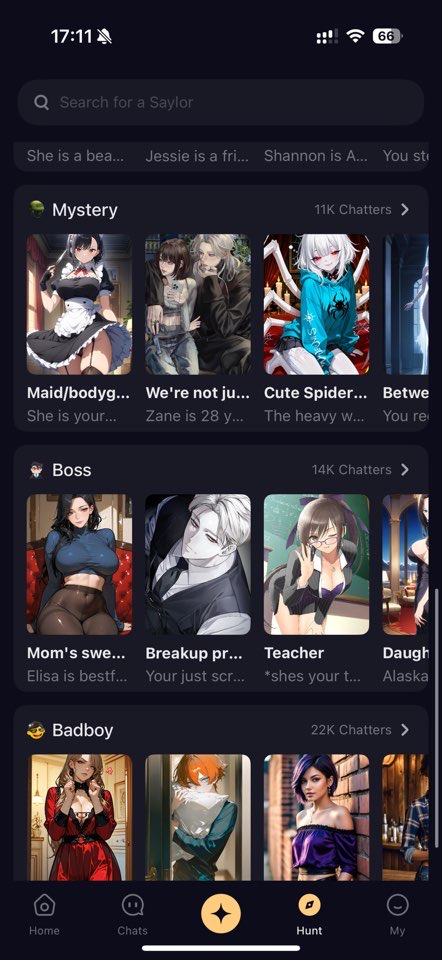 17:11
66
Search for a Saylor
She is a bea... Jessie is a fri... Shannon is A... You ste
Mystery 11K Chatters
Maid/bodyg... We're not ju... Cute Spider... Betwe
She is your... Zane is 28 y... The heavy w... You re
Boss 14K Chatters
Mom's swe... Breakup pr... Teacher Daugh
Elisa is bestf... Your just scr... *shes your t... Alaska
Badboy 22K Chatters
Home Chats Hunt My